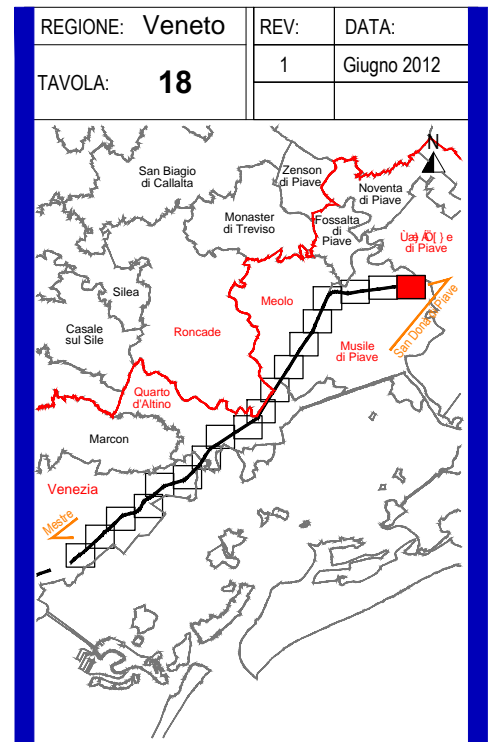 REGIONE: Veneto
REV:
DATA:
TAVOLA: 18
1
Giugno 2012
N
San Biagio
di Callalta
Zenson
di Piave
Noventa
di Piave
Monaster
di Treviso
Fossalta
di
Piave
di Piave
Silea
Meolo
Casale
sul Sile
Roncade
Musile
di Piave
San Dona' di Piave
Quarto
d'Altino
Marcon
Venezia
Mestre